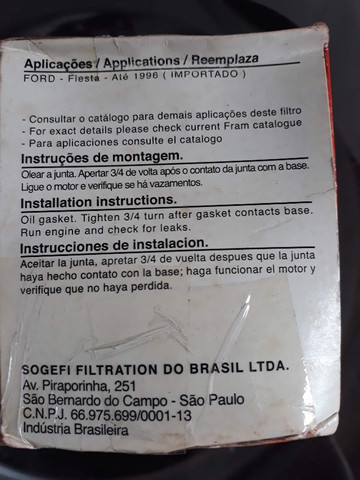 Aplicações / Applications / Reemplaza
FORD - Fiesta - Até 1996 ( IMPORTADO )
- Consultar o catálogo para demais aplicações deste filtro
- For exact details please check current Fram catalogue
- Para aplicaciones consulte el catalogo
Instruções de montagem.
Olear a junta. Apertar 3/4 de volta após o contato da junta com a base.
Ligue o motor e verifique se há vazamentos.
Installation instructions.
Oil gasket. Tighten 3/4 turn after gasket contacts base.
Run engine and check for leaks.
Instrucciones de instalacion.
Aceitar la junta, apretar 3/4 de vuelta despues que la junta
haya hecho contato con la base; haga funcionar el motor y
verifique que no haya perdida.
SOGEFI FILTRATION DO BRASIL LTDA.
Av. Piraporinha, 251
São Bernardo do Campo - São Paulo
C.N.P.J. 66.975.699/0001-13
Indústria Brasileira